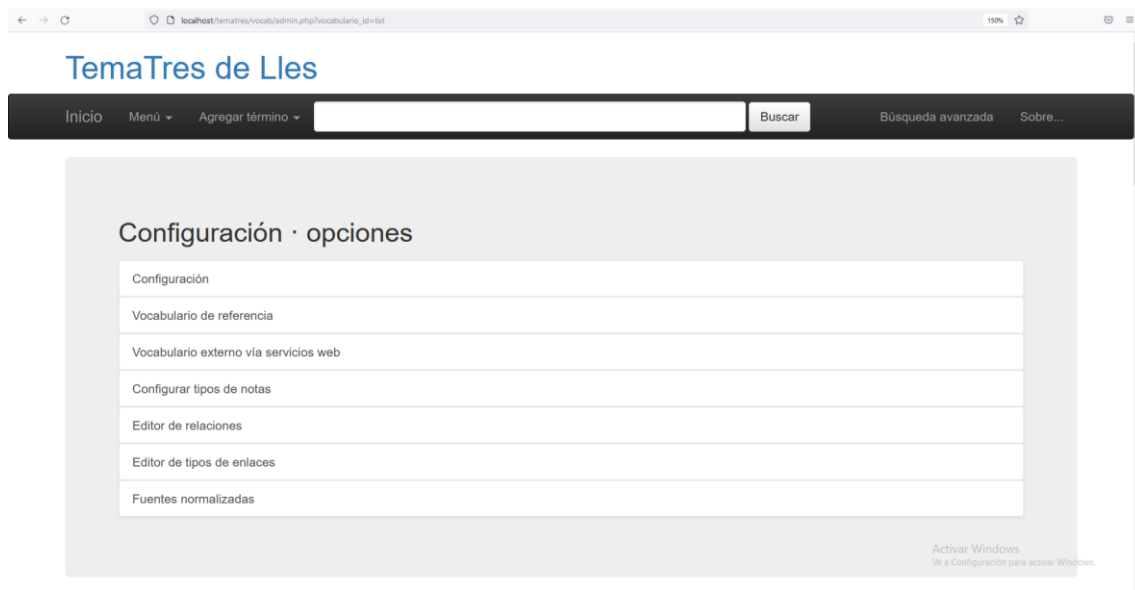 localhost/tematres/vocab/admin.php?vocabulario_id=list
150%
TemaTres de Lles
Inicio Menú Agregar término Buscar Búsqueda avanzada Sobre...
Configuración · opciones
Configuración
Vocabulario de referencia
Vocabulario externo vía servicios web
Configurar tipos de notas
Editor de relaciones
Editor de tipos de enlaces
Fuentes normalizadas
Activar Windows
Ve a Configuración para activar Windows.